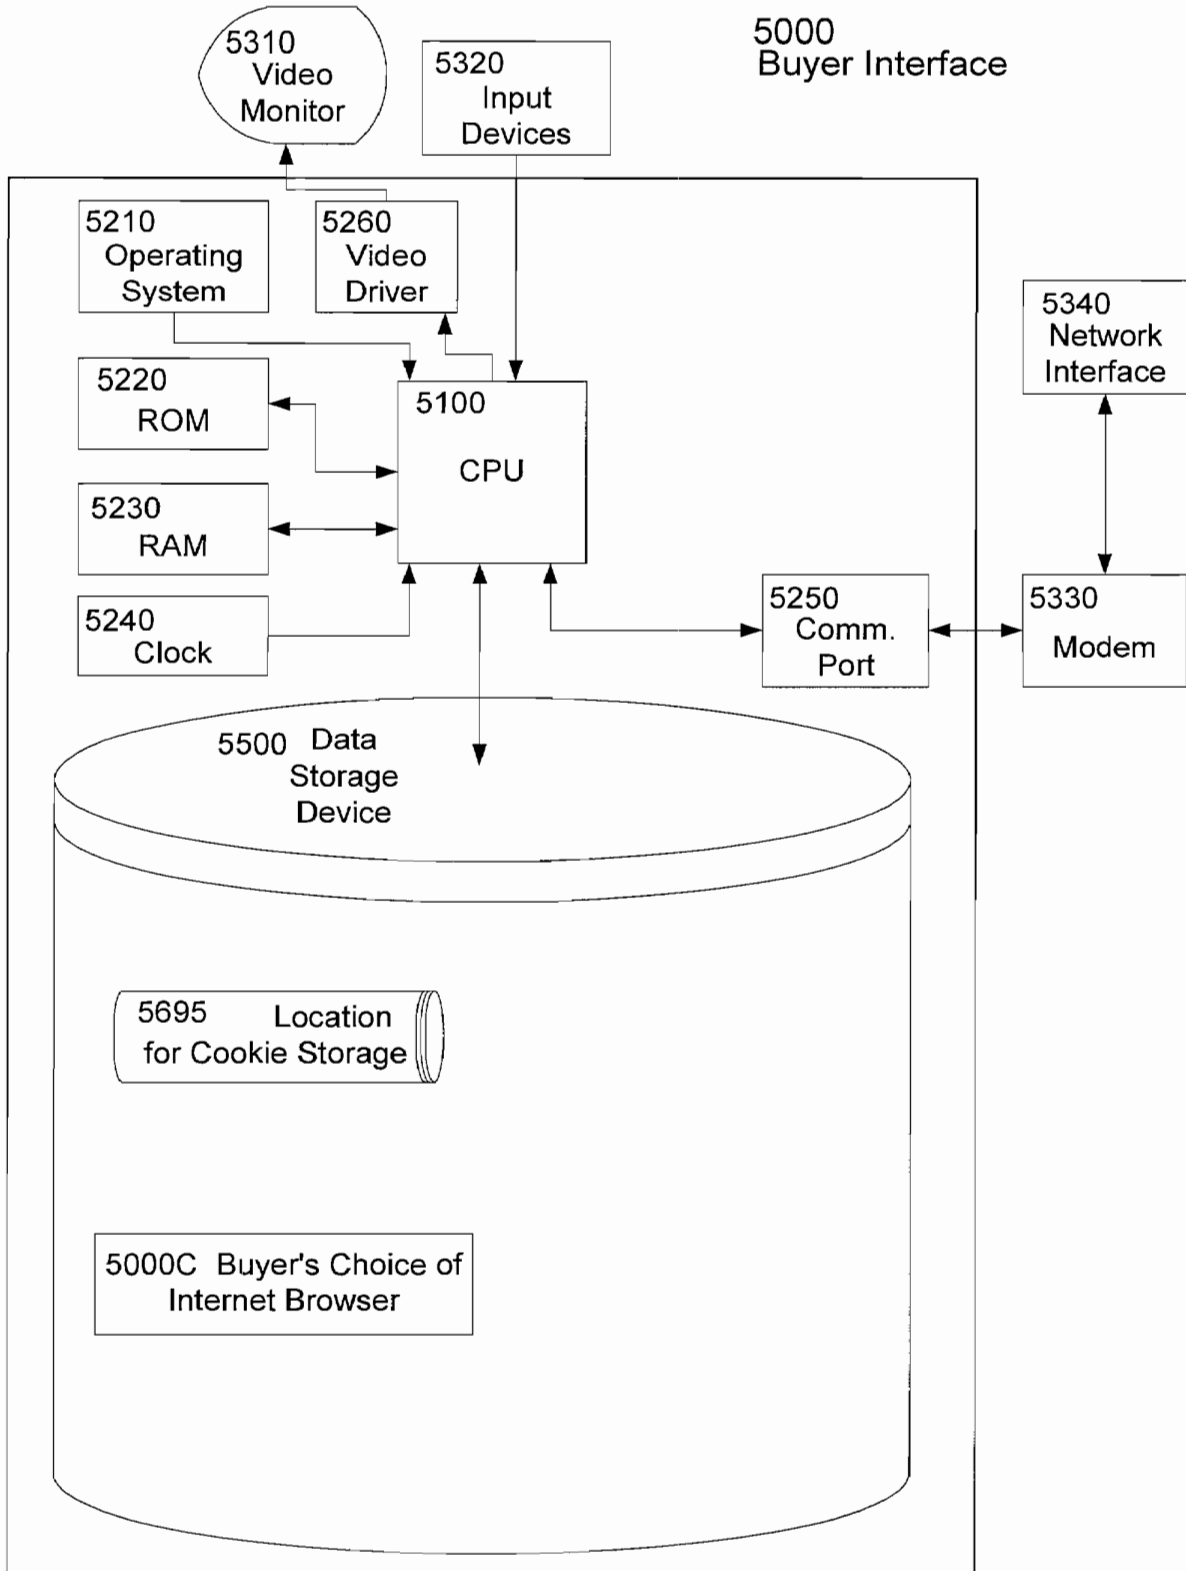 5000
Buyer Interface
5310
Video
Monitor
5320
Input
Devices
5210
Operating
System
5260
Video
Driver
5340
Network
Interface
5220
ROM
5100
CPU
5230
RAM
5240
Clock
5250
Comm.
Port
5330
Modem
5500 Data
Storage
Device
5695 Location
for Cookie Storage
5000C Buyer's Choice of
Internet Browser